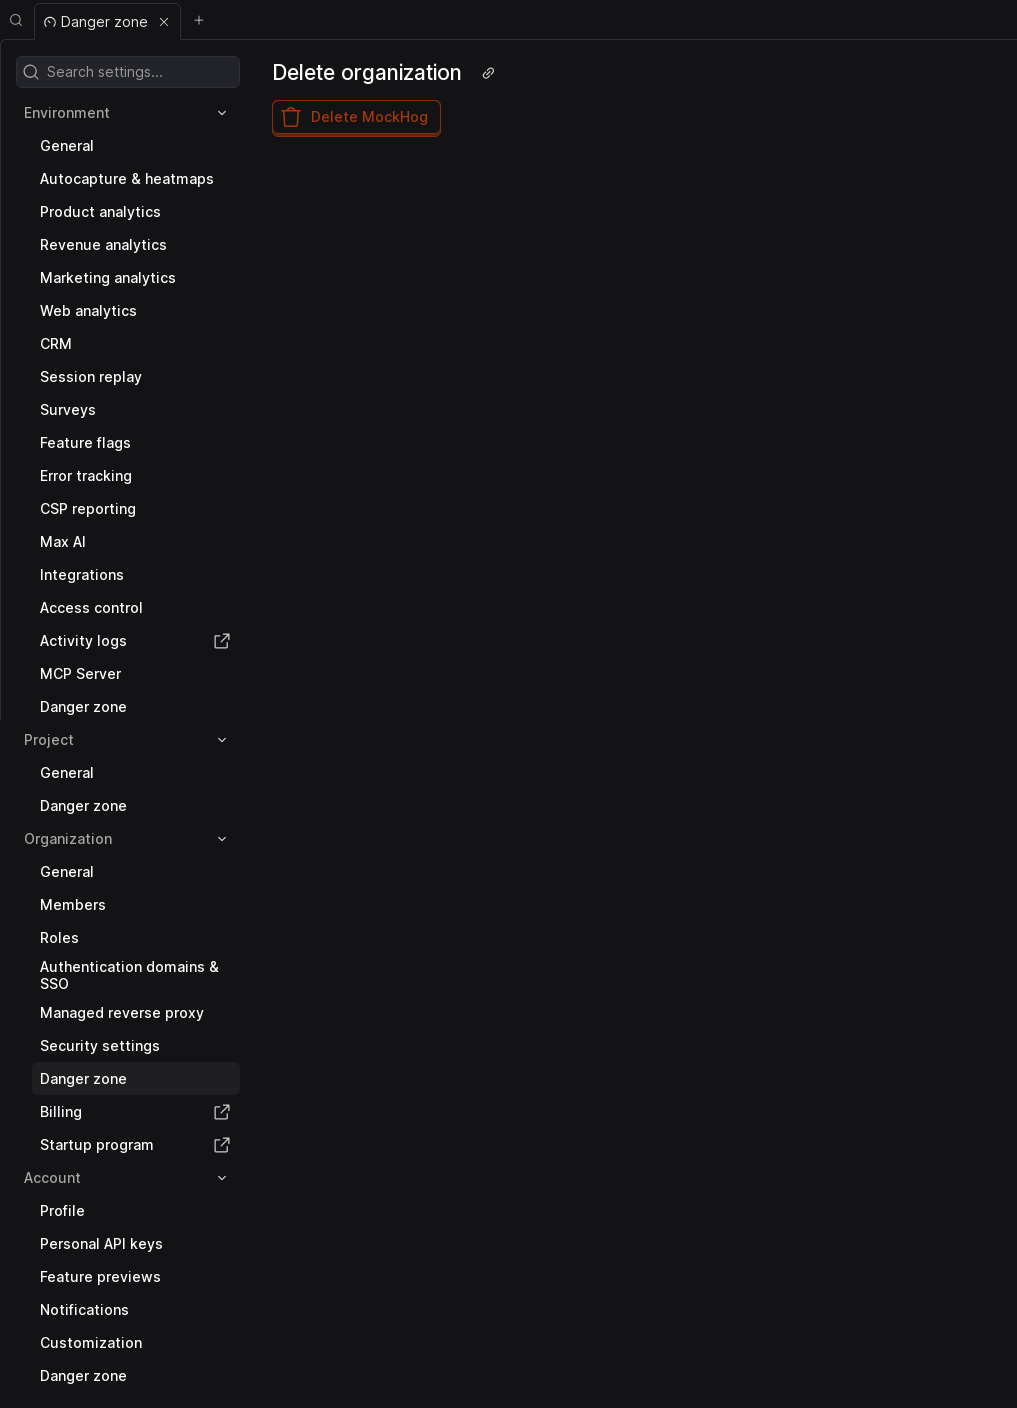 Danger zone
Search settings...
Environment
General
Autocapture & heatmaps
Product analytics
Revenue analytics
Marketing analytics
Web analytics
CRM
Session replay
Surveys
Feature flags
Error tracking
CSP reporting
Max AI
Integrations
Access control
Activity logs
MCP Server
Danger zone
Project
General
Danger zone
Organization
General
Members
Roles
Authentication domains &
SSO
Managed reverse proxy
Security settings
Danger zone
Billing
Startup program
Account
Profile
Personal API keys
Feature previews
Notifications
Customization
Danger zone
Delete organization
Delete MockHog